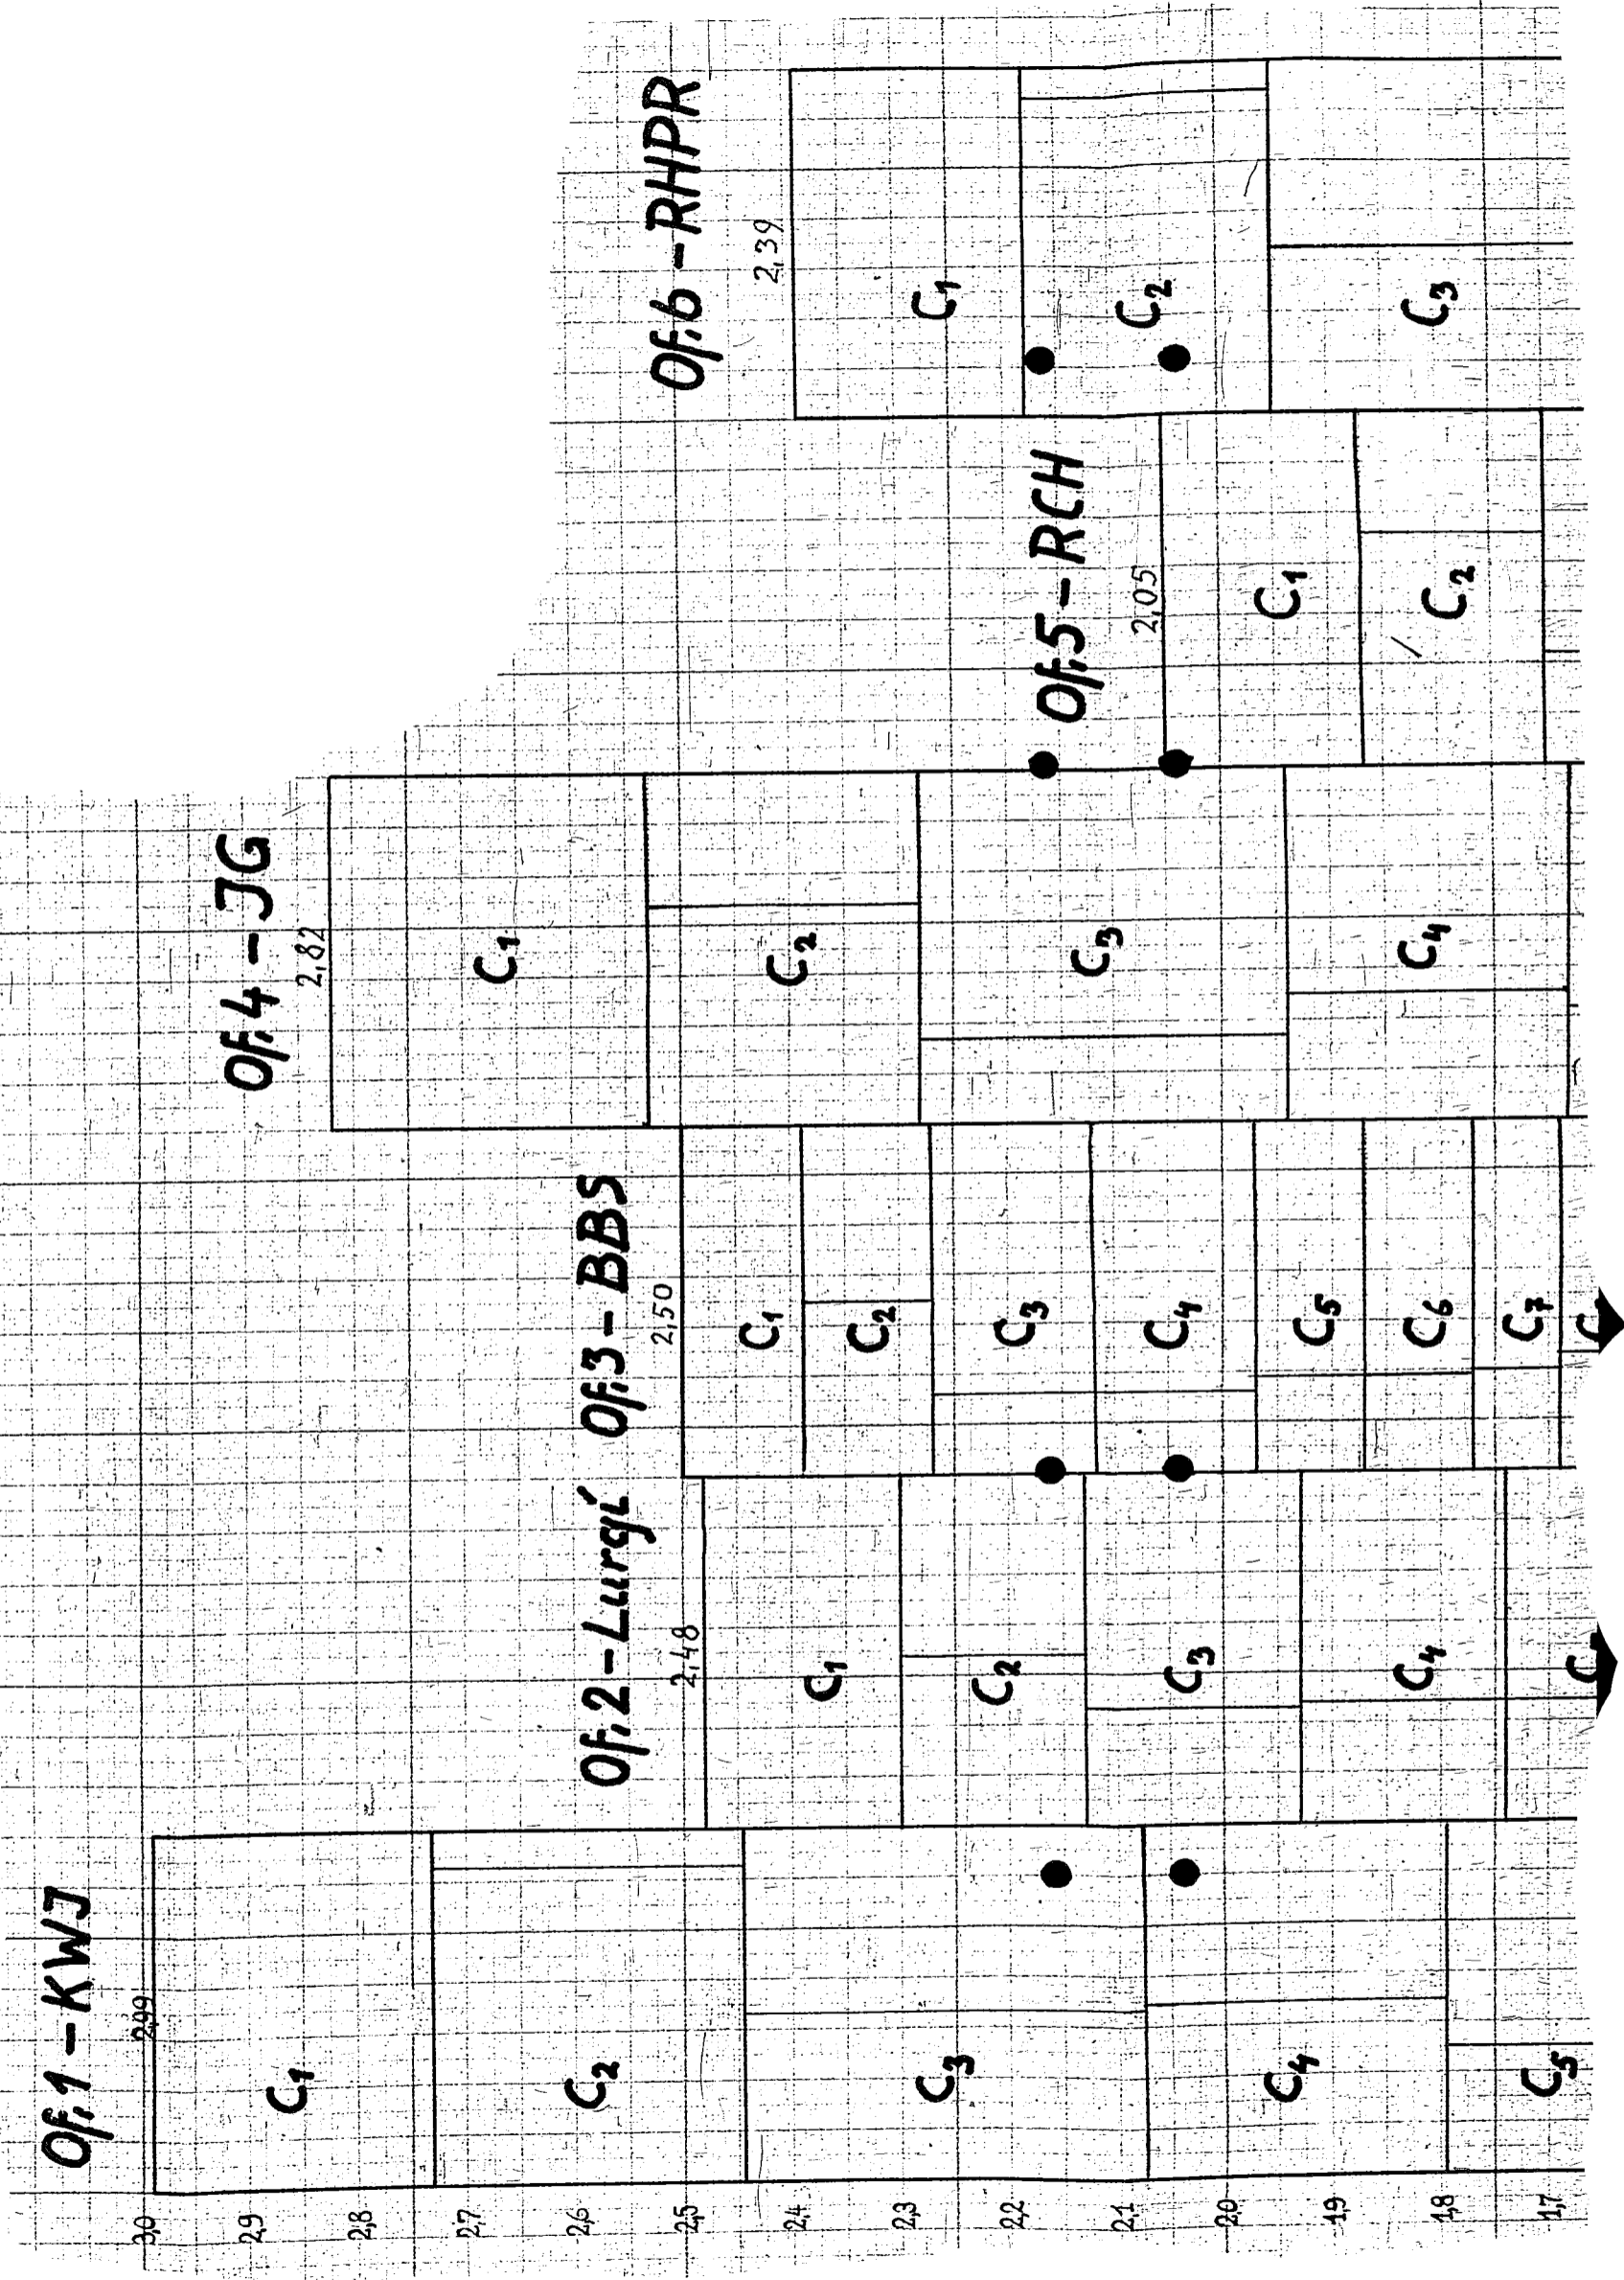 3,0
2,9
2,8
2,7
2,6
2,5
2,4
2,3
2,2
2,1
2,0
1,9
1,8
1,7
Of.1 - KWJ
2,99
C1
C2
C3
C4
C5
Of.2 - Lurgi
2,48
C1
C2
C3
C4
C
Of.3 - BBS
2,50
C1
C2
C3
C4
C5
C6
C7
C
Of.4 - JG
2,82
C1
C2
C3
C4
Of.5 - RCH
2,05
C1
C2
Of.6 - RHPR
2,39
C1
C2
C3